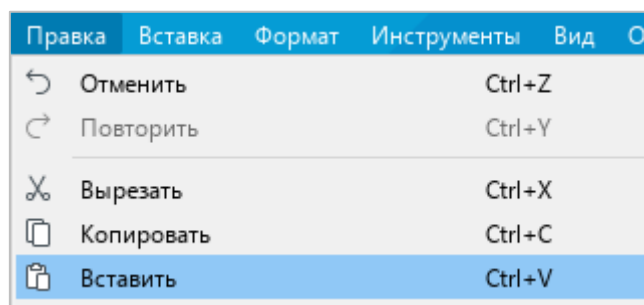 Правка Вставка Формат Инструменты Вид
Отменить Ctrl+Z
Повторить Ctrl+Y
Вырезать Ctrl+X
Копировать Ctrl+C
Вставить Ctrl+V